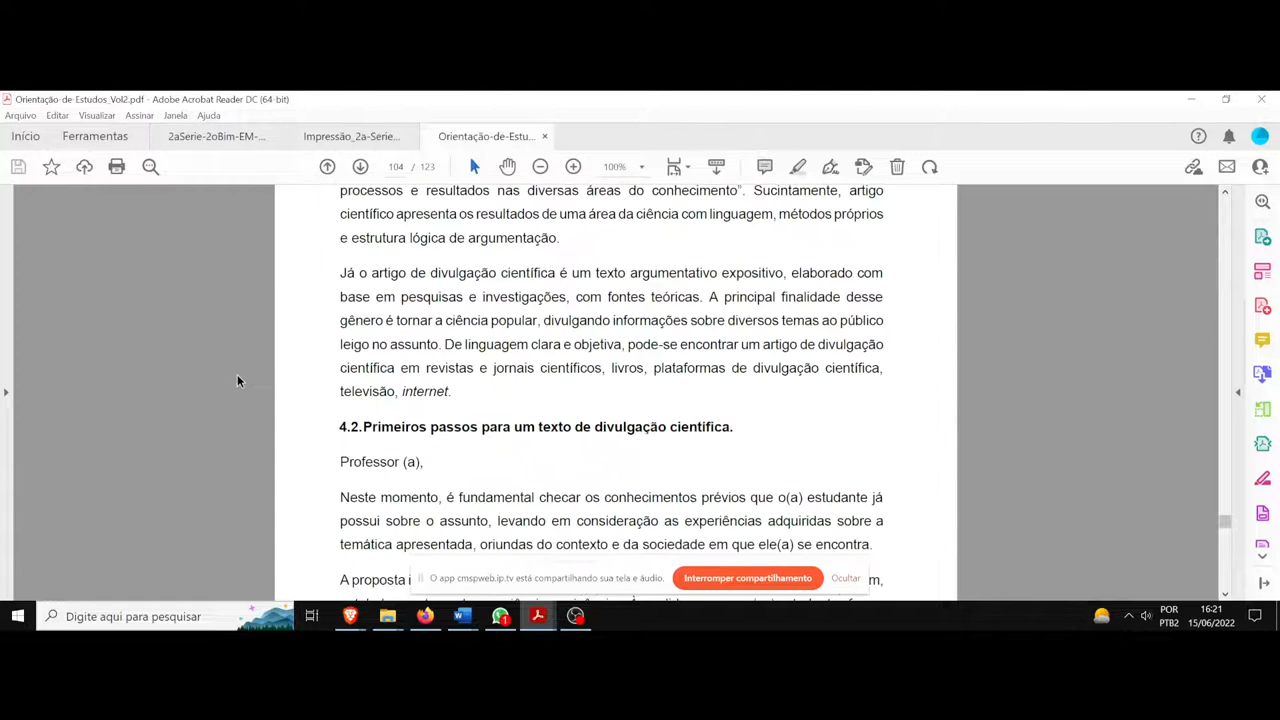 Orientação-de-Estudos_Vol2.pdf - Adobe Acrobat Reader DC (64-bit)
Arquivo Editar Visualizar Assinar Janela Ajuda
Início Ferramentas 2aSerie-2oBim-EM-... Impressão_2a-Serie... Orientação-de-Estu... ×
104 / 123 100%
processos e resultados nas diversas áreas do conhecimento”. Sucintamente, artigo
científico apresenta os resultados de uma área da ciência com linguagem, métodos próprios
e estrutura lógica de argumentação.
Já o artigo de divulgação científica é um texto argumentativo expositivo, elaborado com
base em pesquisas e investigações, com fontes teóricas. A principal finalidade desse
gênero é tornar a ciência popular, divulgando informações sobre diversos temas ao público
leigo no assunto. De linguagem clara e objetiva, pode-se encontrar um artigo de divulgação
científica em revistas e jornais científicos, livros, plataformas de divulgação científica,
televisão, internet.
4.2.Primeiros passos para um texto de divulgação científica.
Professor (a),
Neste momento, é fundamental checar os conhecimentos prévios que o(a) estudante já
possui sobre o assunto, levando em consideração as experiências adquiridas sobre a
temática apresentada, oriundas do contexto e da sociedade em que ele(a) se encontra.
A proposta
O app cmspweb.ip.tv está compartilhando sua tela e áudio. Interromper compartilhamento Ocultar
Digite aqui para pesquisar
1
POR 16:21
PTB2 15/06/2022